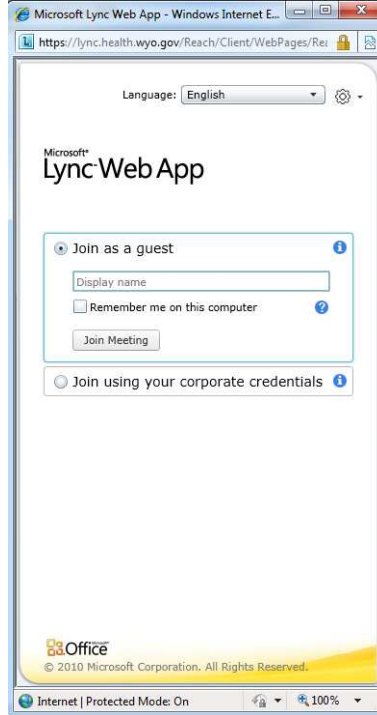 Microsoft Lync Web App - Windows Internet E...
https://lync.health.wyo.gov/Reach/Client/WebPages/Rea
Language: English
Microsoft®
Lync™ Web App
Join as a guest
Display name
Remember me on this computer
Join Meeting
Join using your corporate credentials
Office
© 2010 Microsoft Corporation. All Rights Reserved.
Internet | Protected Mode: On
100%